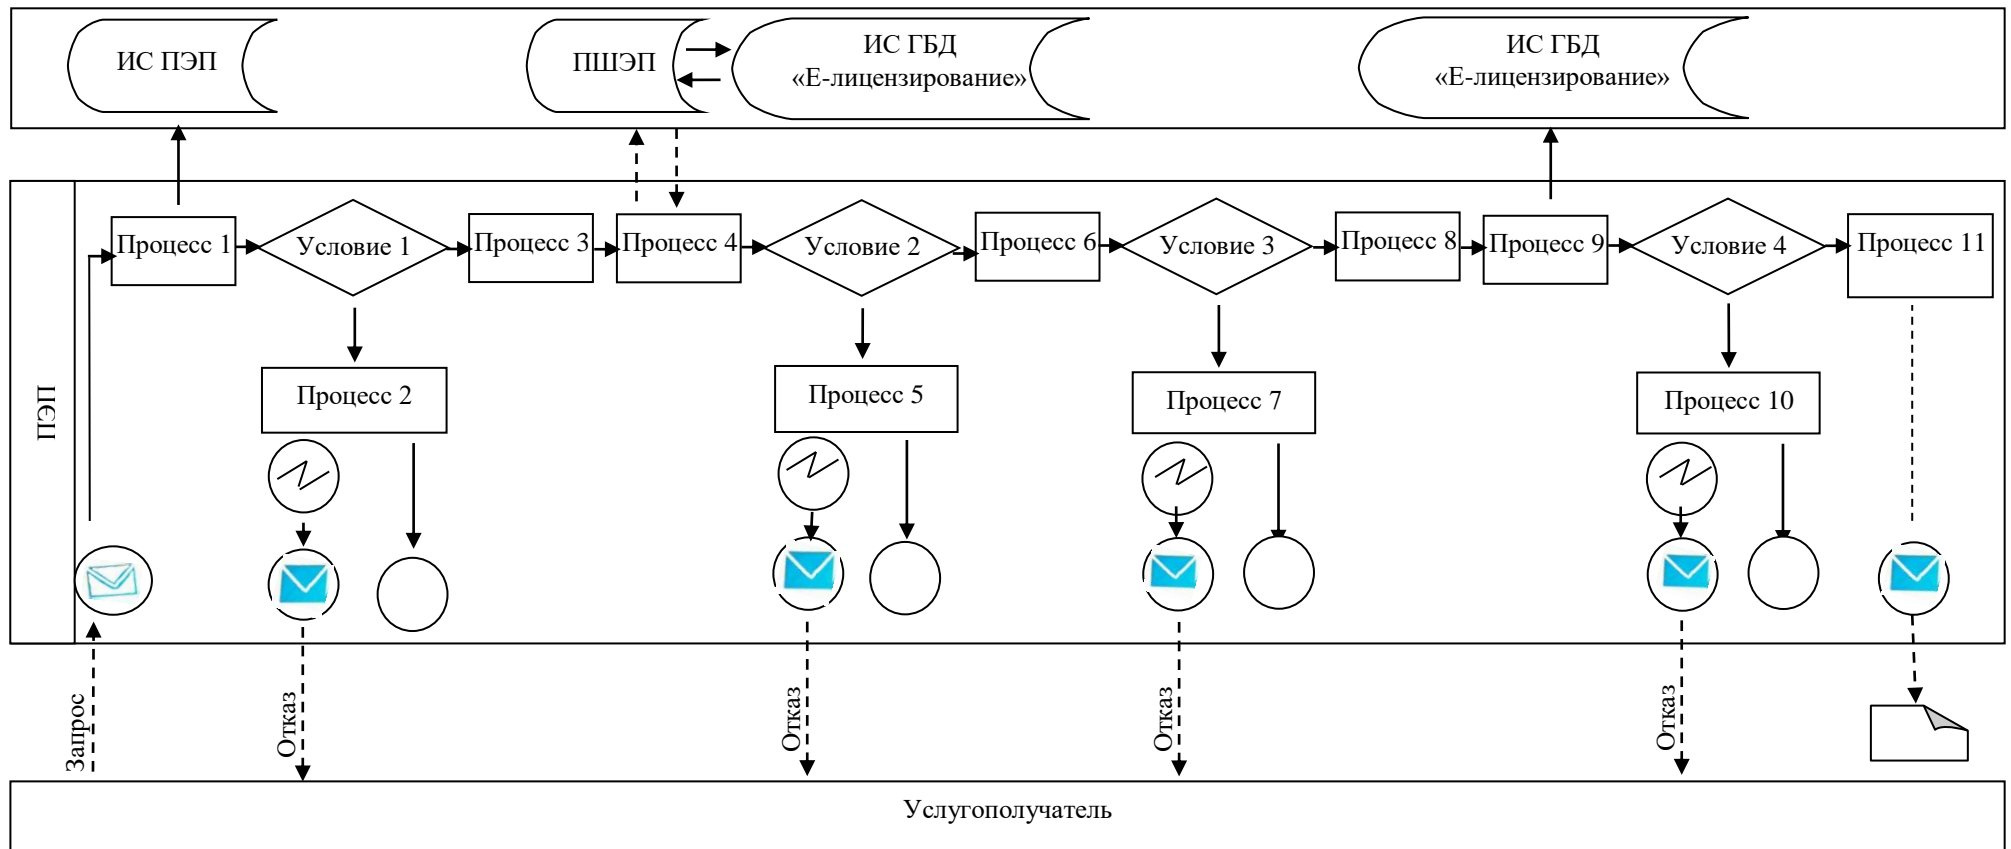 ИС ПЭП
ПШЭП
ИС ГБД
«Е-лицензирование»
ИС ГБД
«Е-лицензирование»
ПЭП
Процесс 1
Условие 1
Процесс 3
Процесс 4
Условие 2
Процесс 6
Условие 3
Процесс 8
Процесс 9
Условие 4
Процесс 11
Процесс 2
Процесс 5
Процесс 7
Процесс 10
Запрос
Отказ
Отказ
Отказ
Отказ
Услугополучатель